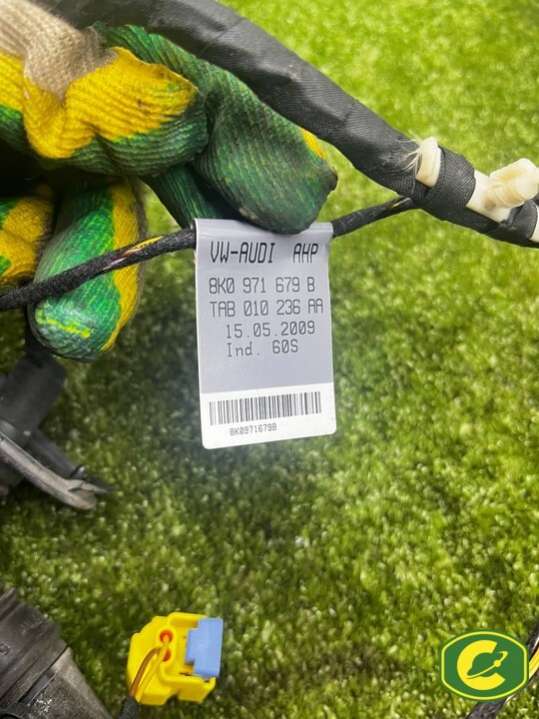 VW-AUDI AHP
8K0 971 679 B
TAB 010 236 AA
15.05.2009
Ind. 60S
8K0971679B